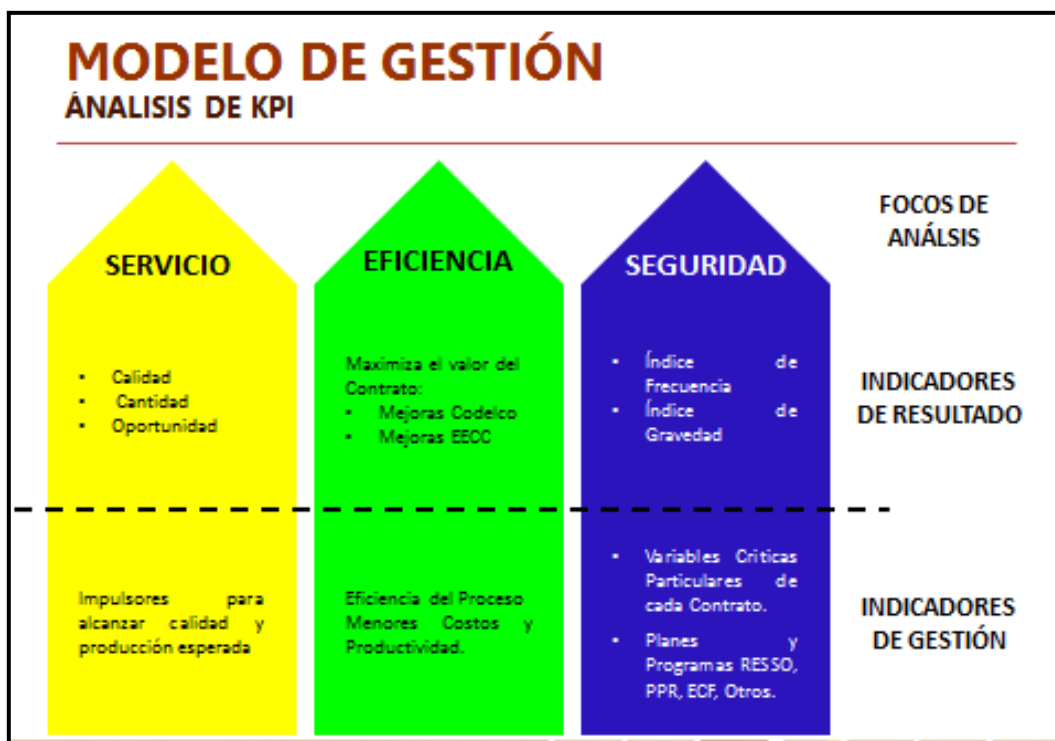 MODELO DE GESTIÓN
ÁNALISIS DE KPI
SERVICIO
EFICIENCIA
SEGURIDAD
FOCOS DE
ANÁLSIS
• Calidad
• Cantidad
• Oportunidad
Maximiza el valor del
Contrato:
• Mejoras Codelco
• Mejoras EECC
• Índice de
Frecuencia
• Índice de
Gravedad
INDICADORES
DE RESULTADO
Impulsores para
alcanzar calidad y
producción esperada
Eficiencia del Proceso
Menores Costos y
Productividad.
• Variables Criticas
Particulares de
cada Contrato.
• Planes y
Programas RESSO,
PPR, ECF, Otros.
INDICADORES
DE GESTIÓN